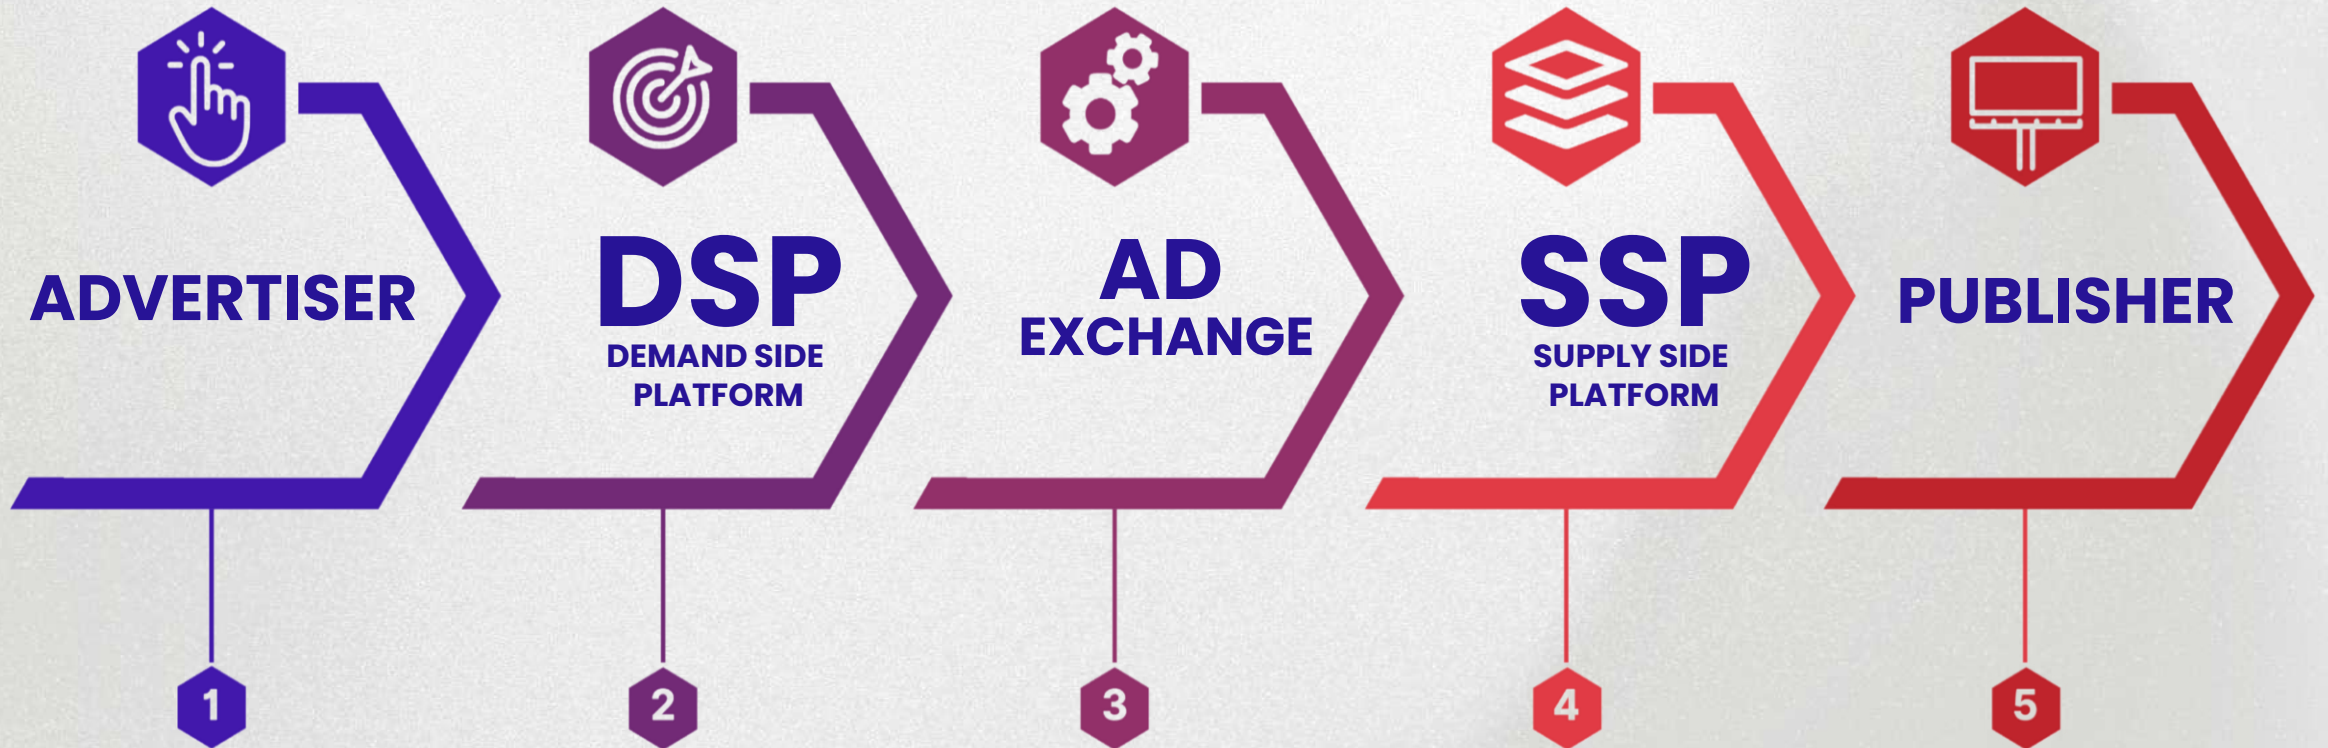 ADVERTISER
DSP
DEMAND SIDE
PLATFORM
AD
EXCHANGE
SSP
SUPPLY SIDE
PLATFORM
PUBLISHER
1
2
3
4
5